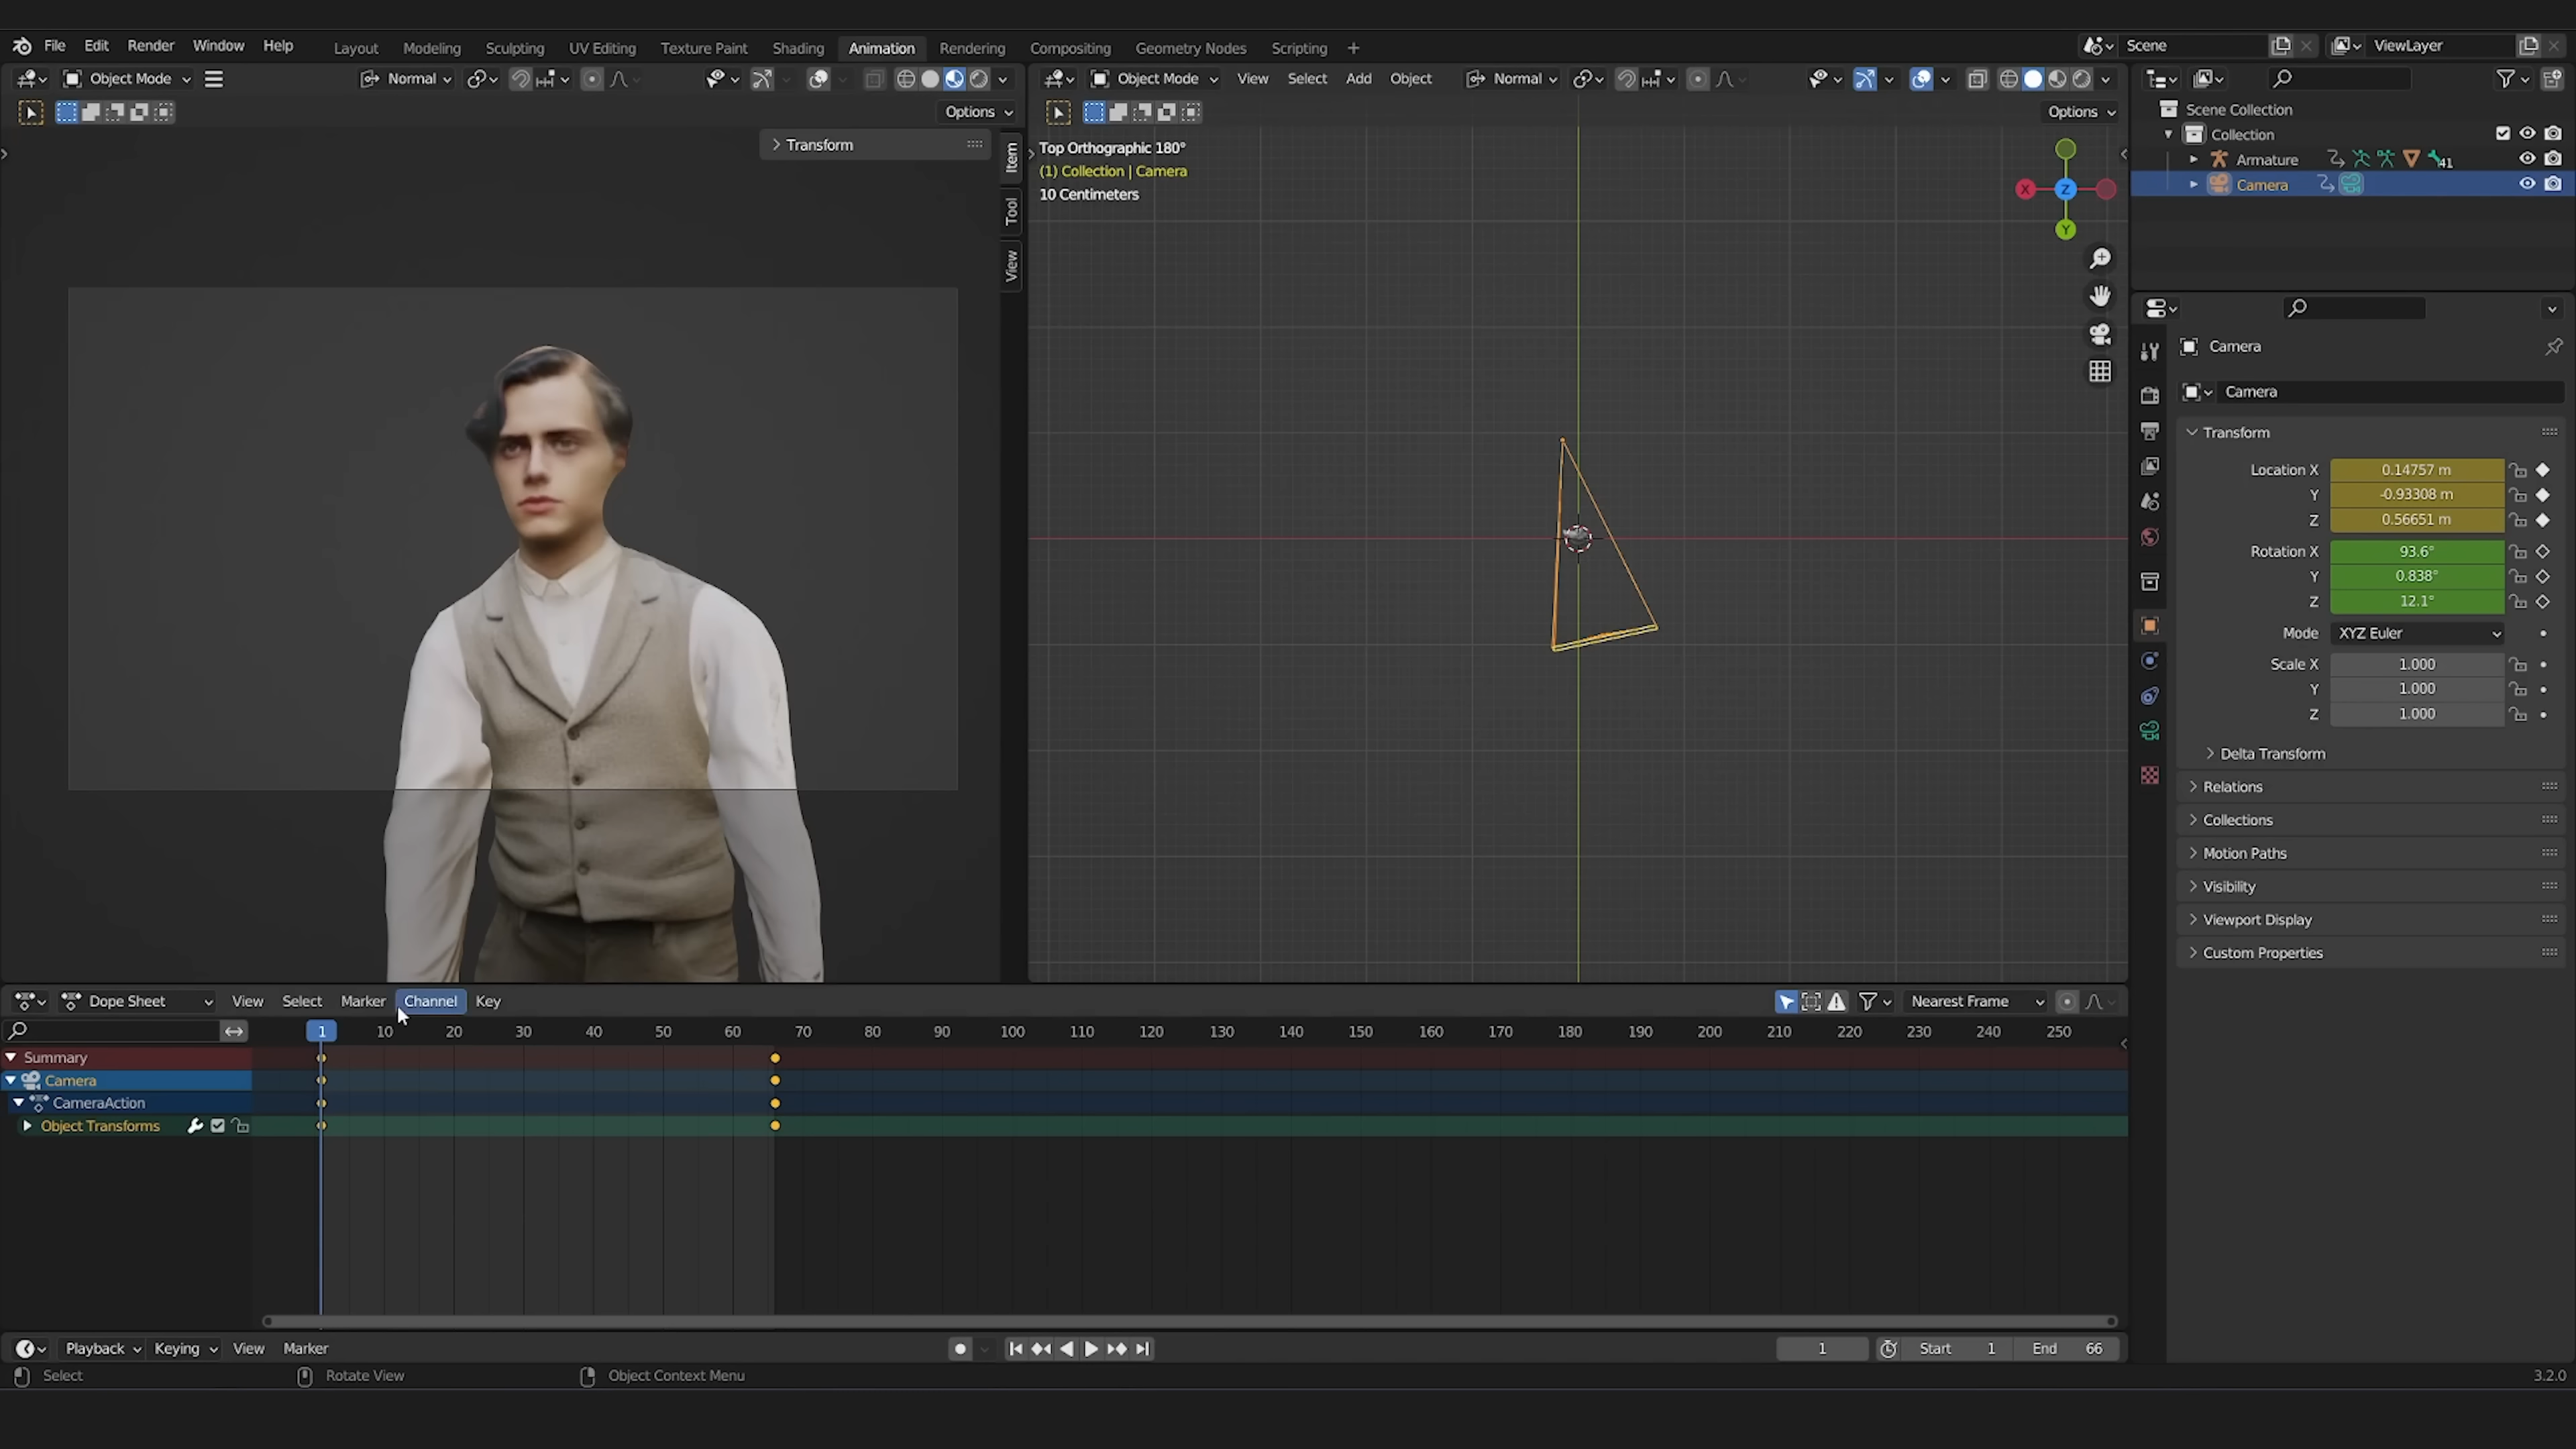 File Edit Render Window Help Layout Modeling Sculpting UV Editing Texture Paint Shading Animation Rendering Compositing Geometry Nodes Scripting + Scene ViewLayer
Object Mode Normal
Options
Transform
Item
Tool
View
Object Mode View Select Add Object Normal
Options
Top Orthographic 180°
(1) Collection | Camera
10 Centimeters
X Z
Y
Scene Collection
Collection
Armature 41
Camera
Camera
Camera
Transform
Location X 0.14757 m
Y -0.93308 m
Z 0.56651 m
Rotation X 93.6°
Y 0.838°
Z 12.1°
Mode XYZ Euler
Scale X 1.000
Y 1.000
Z 1.000
Delta Transform
Relations
Collections
Motion Paths
Visibility
Viewport Display
Custom Properties
Dope Sheet View Select Marker Channel Key Nearest Frame
1 10 20 30 40 50 60 70 80 90 100 110 120 130 140 150 160 170 180 190 200 210 220 230 240 250
Summary
Camera
CameraAction
Object Transforms
Playback Keying View Marker 1 Start 1 End 66
Select Rotate View Object Context Menu 3.2.0